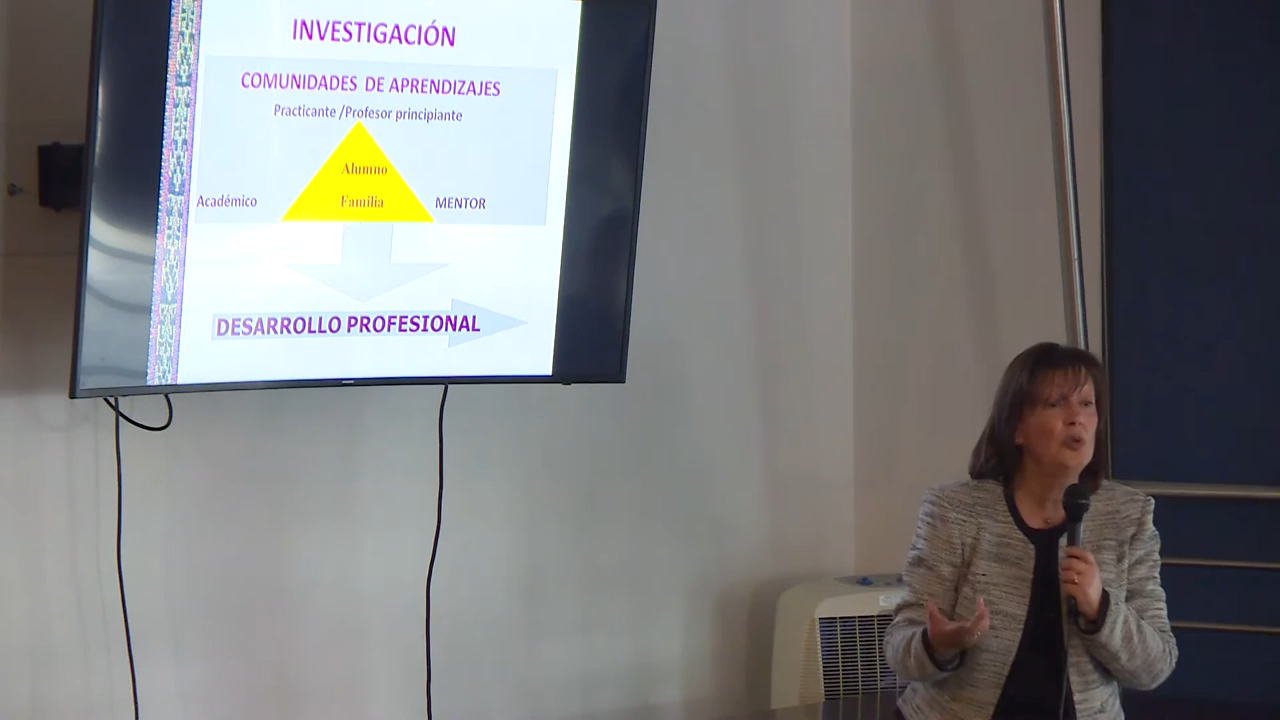 INVESTIGACIÓN
COMUNIDADES DE APRENDIZAJES
Practicante /Profesor principiante
Alumno
Académico Familia MENTOR
DESARROLLO PROFESIONAL